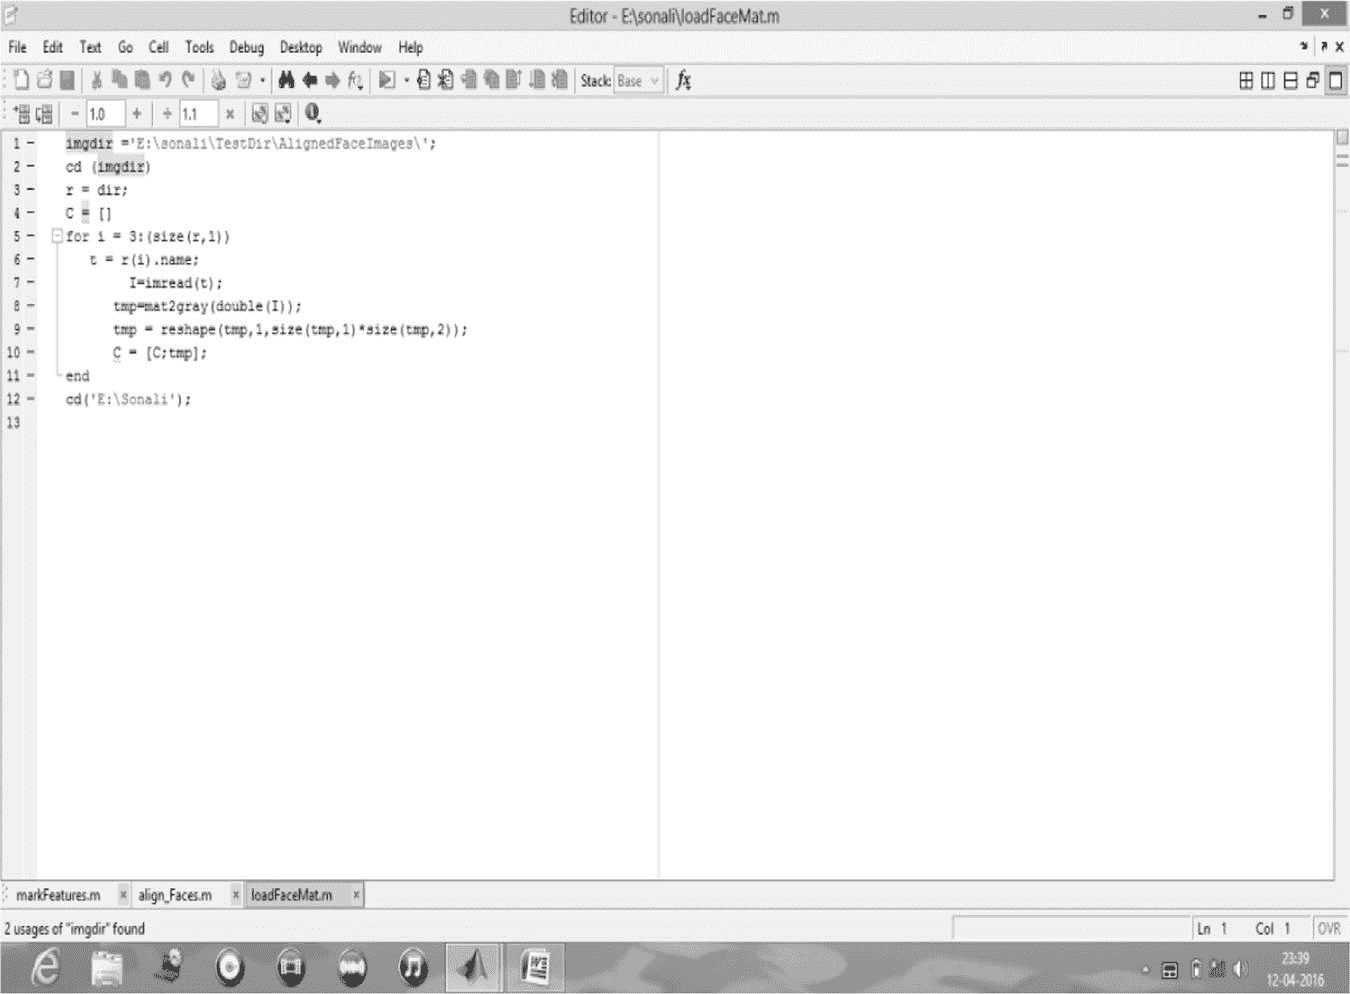 Editor - E:\sonali\loadFaceMat.m
File Edit Text Go Cell Tools Debug Desktop Window Help
Stack: Base fx
- 1.0 + ÷ 1.1 ×
1 - imgdir ='E:\sonali\TestDir\AlignedFaceImages\';
2 - cd (imgdir)
3 - r = dir;
4 - C = []
5 - for i = 3:(size(r,1))
6 - t = r(i).name;
7 - I=imread(t);
8 - tmp=mat2gray(double(I));
9 - tmp = reshape(tmp,1,size(tmp,1)*size(tmp,2));
10 - C = [C;tmp];
11 - end
12 - cd('E:\Sonali');
13
markFeatures.m × align_Faces.m × loadFaceMat.m ×
2 usages of "imgdir" found
Ln 1 Col 1 OVR
23:39
12-04-2016